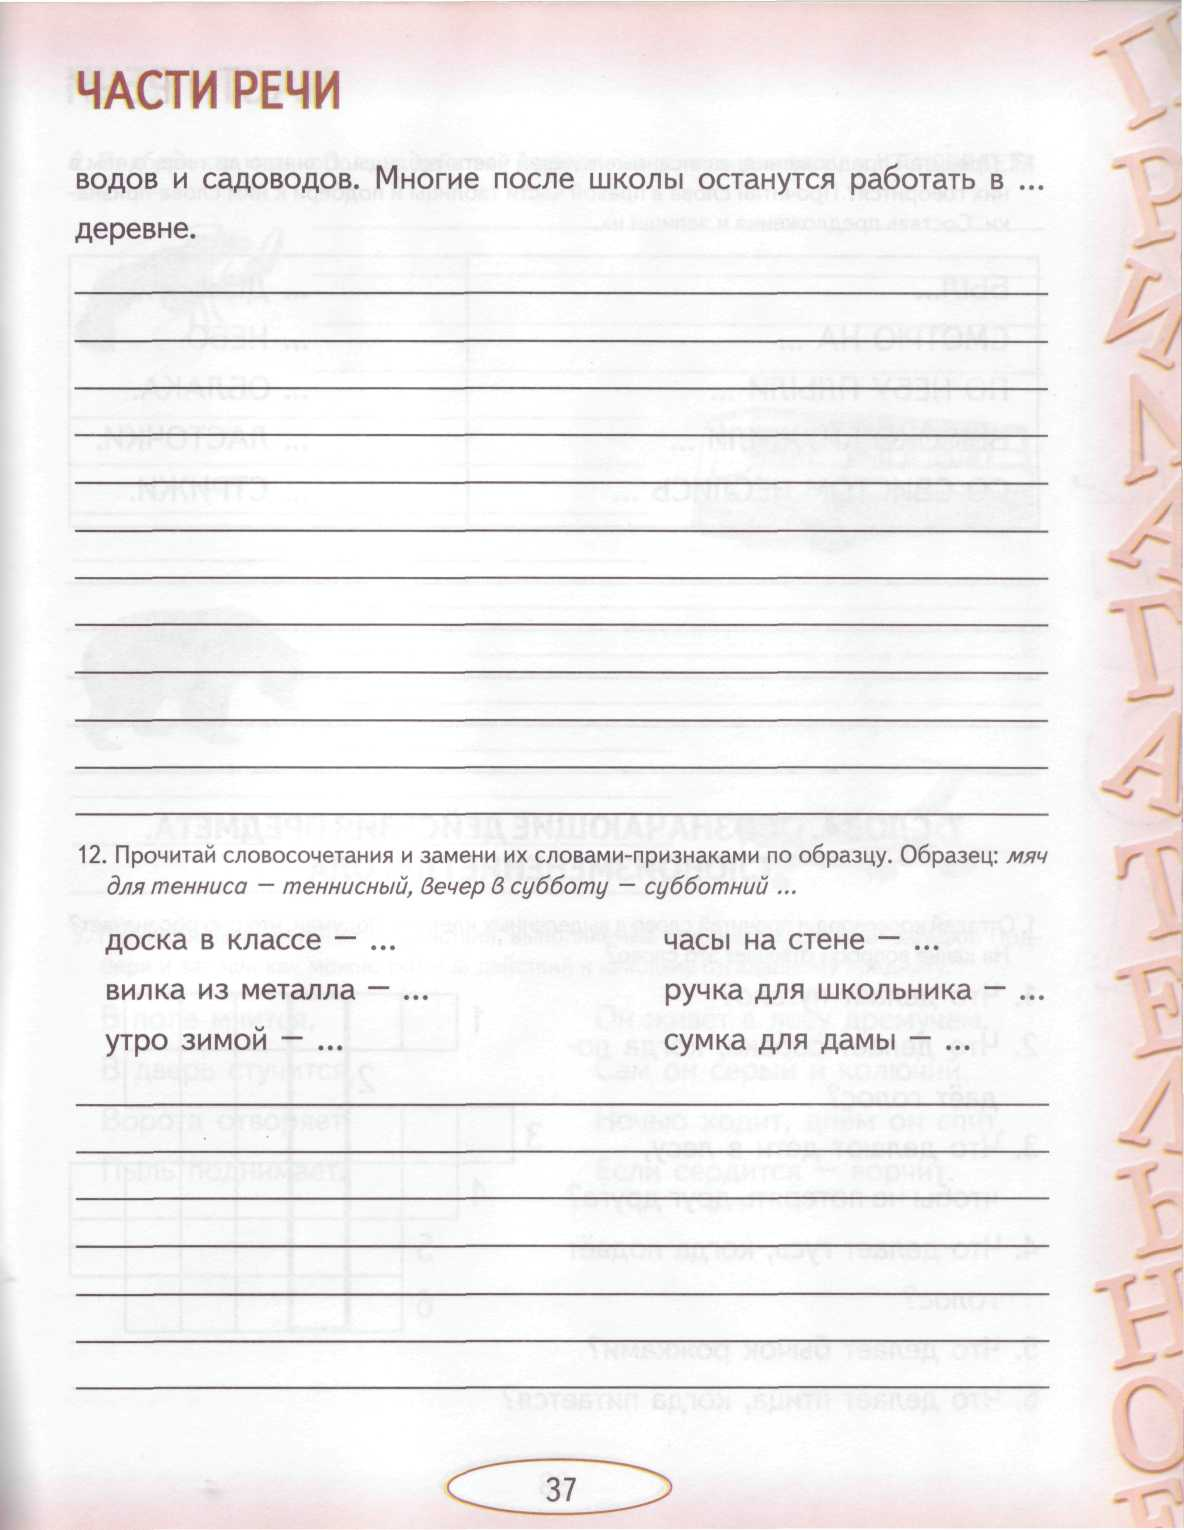 ЧАСТИ РЕЧИ
водов и садоводов. Многие после школы останутся работать в ...
деревне.
12. Прочитай словосочетания и замени их словами-признаками по образцу. Образец: мяч
для тенниса — теннисный, вечер в субботу — субботний ...
доска в классе — ... часы на стене — ...
вилка из металла — ... ручка для школьника — ...
утро зимой — ... сумка для дамы — ...
37
ПРИЛАГАТЕЛЬНОЕ